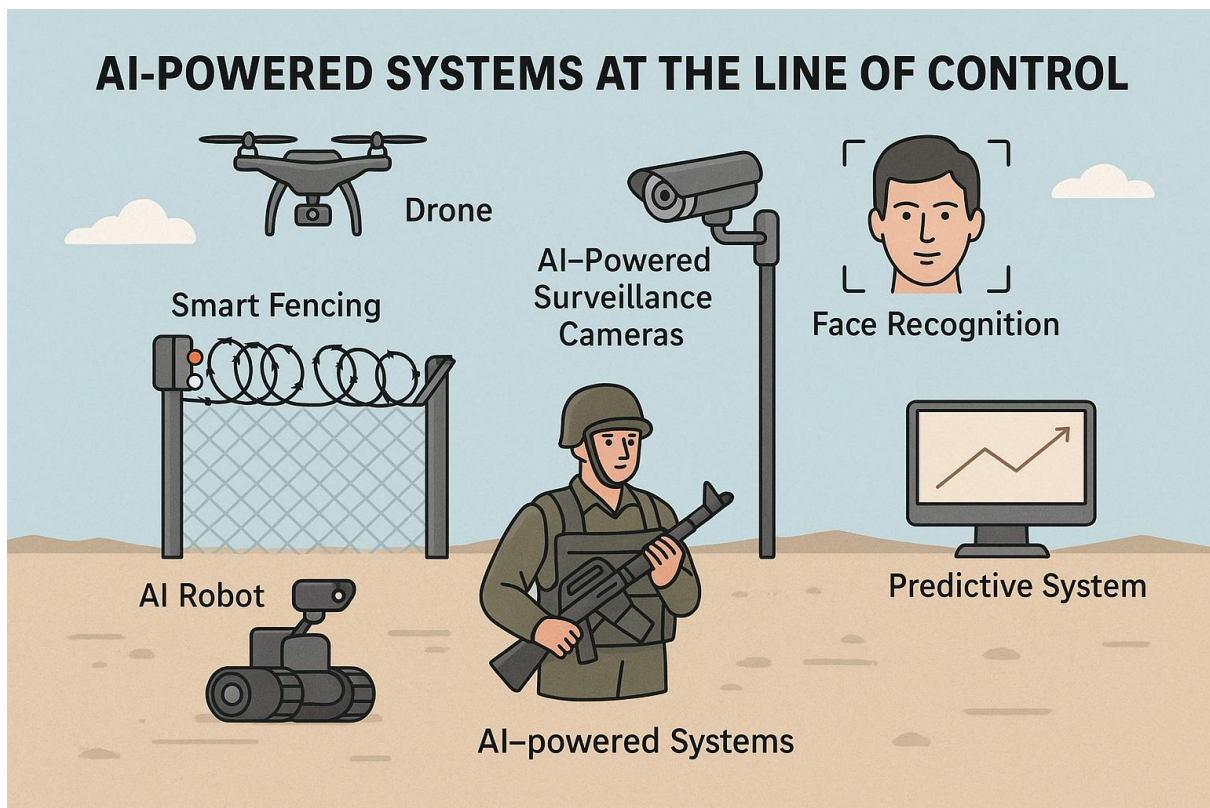 AI-POWERED SYSTEMS AT THE LINE OF CONTROL
Drone
AI–Powered
Surveillance
Cameras
Face Recognition
Smart Fencing
AI Robot
Predictive System
AI–powered Systems